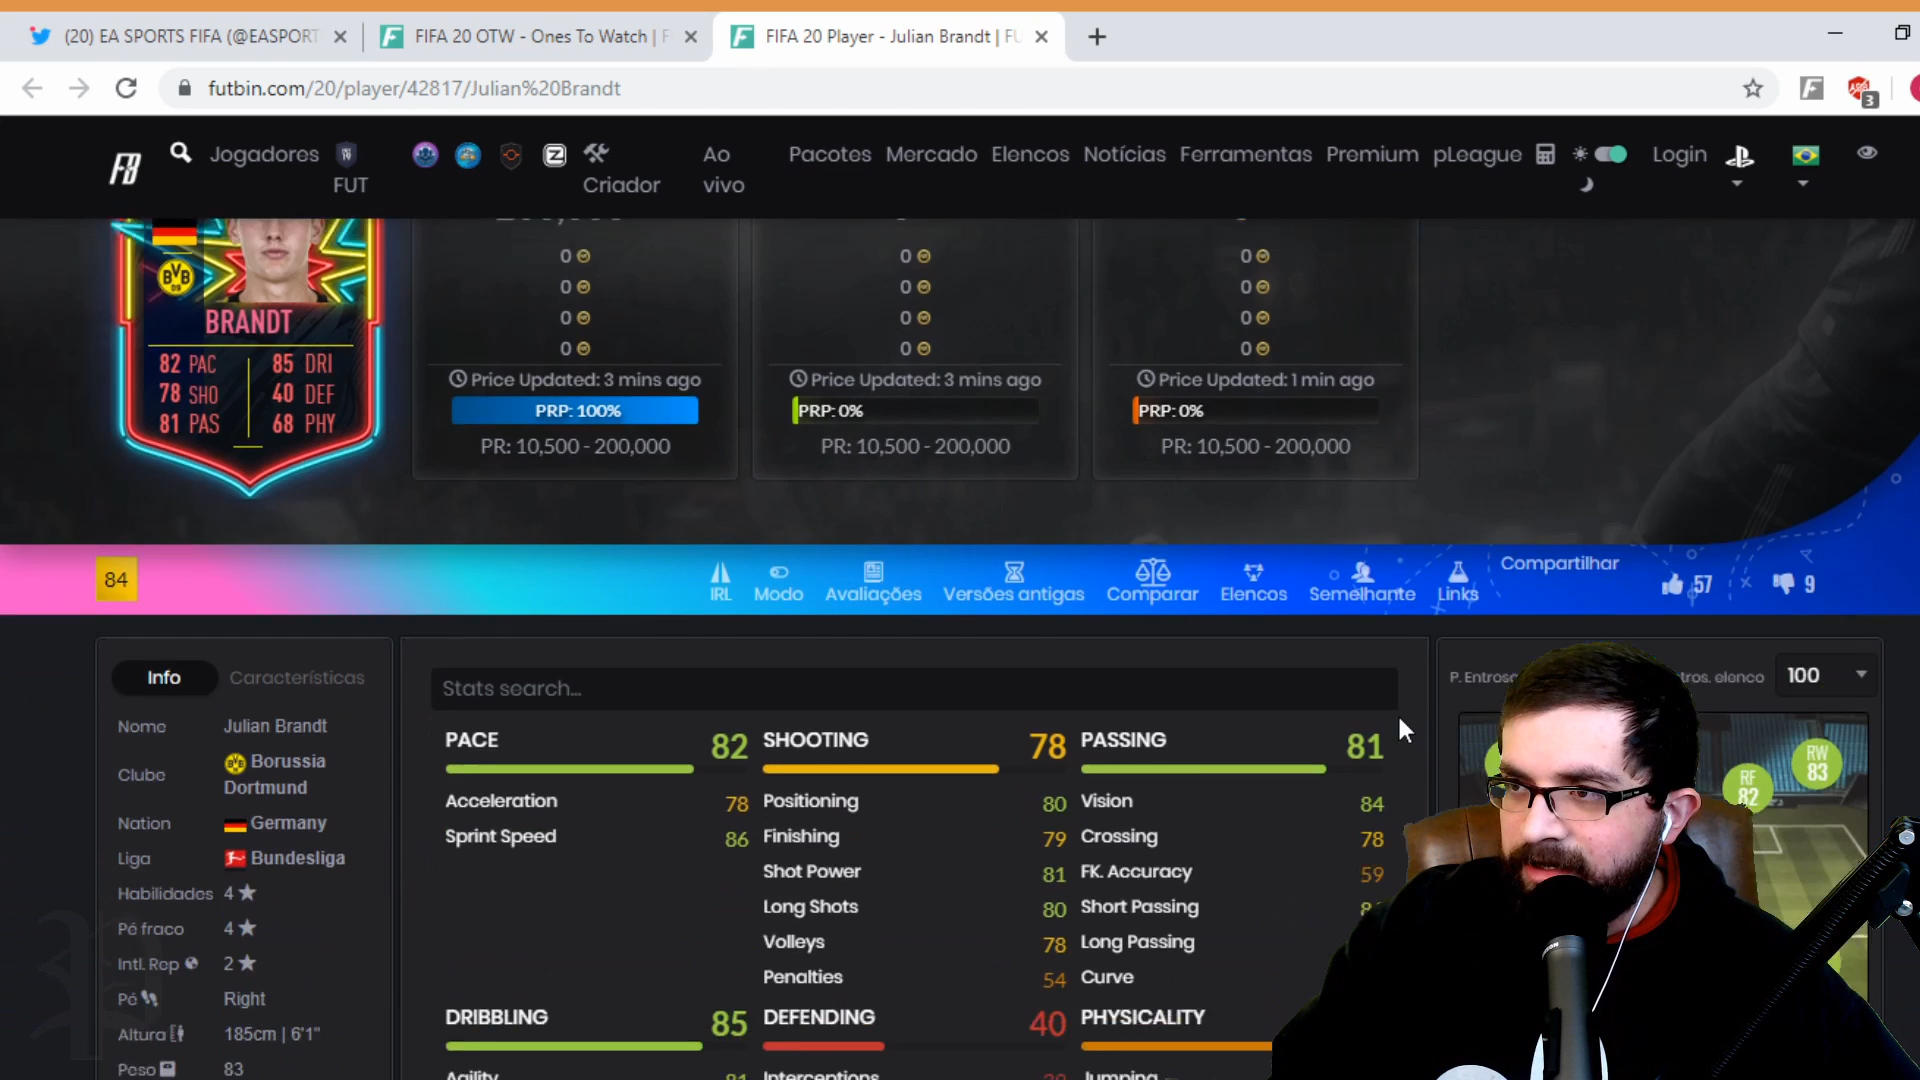 (20) EA SPORTS FIFA (@EASPORT
FIFA 20 OTW - Ones To Watch | F
FIFA 20 Player - Julian Brandt | FU
futbin.com/20/player/42817/Julian%20Brandt
3
Jogadores
FUT
Criador
Ao vivo
Pacotes
Mercado
Elencos
Notícias
Ferramentas
Premium
pLeague
Login
BVB
09
BRANDT
82 PAC
85 DRI
78 SHO
40 DEF
81 PAS
68 PHY
0
0
0
0
Price Updated: 3 mins ago
PRP: 100%
PR: 10,500 - 200,000
0
0
0
0
Price Updated: 3 mins ago
PRP: 0%
PR: 10,500 - 200,000
0
0
0
0
Price Updated: 1 min ago
PRP: 0%
PR: 10,500 - 200,000
84
IRL
Modo
Avaliações
Versões antigas
Comparar
Elencos
Semelhante
Links
Compartilhar
57
9
Info
Características
Nome Julian Brandt
Clube Borussia Dortmund
Nation Germany
Liga Bundesliga
Habilidades 4
Pé fraco 4
Intl. Rep 2
Pé Right
Altura 185cm | 6'1"
Peso 83
Stats search...
PACE 82
Acceleration 78
Sprint Speed 86
SHOOTING 78
Positioning 80
Finishing 79
Shot Power 81
Long Shots 80
Volleys 78
Penalties 54
PASSING 81
Vision 84
Crossing 78
FK. Accuracy 59
Short Passing
Long Passing
Curve
DRIBBLING 85
Agility
DEFENDING 40
Interceptions
PHYSICALITY
Jumping
P. Entros
tros. elenco
100
RF
82
RW
83